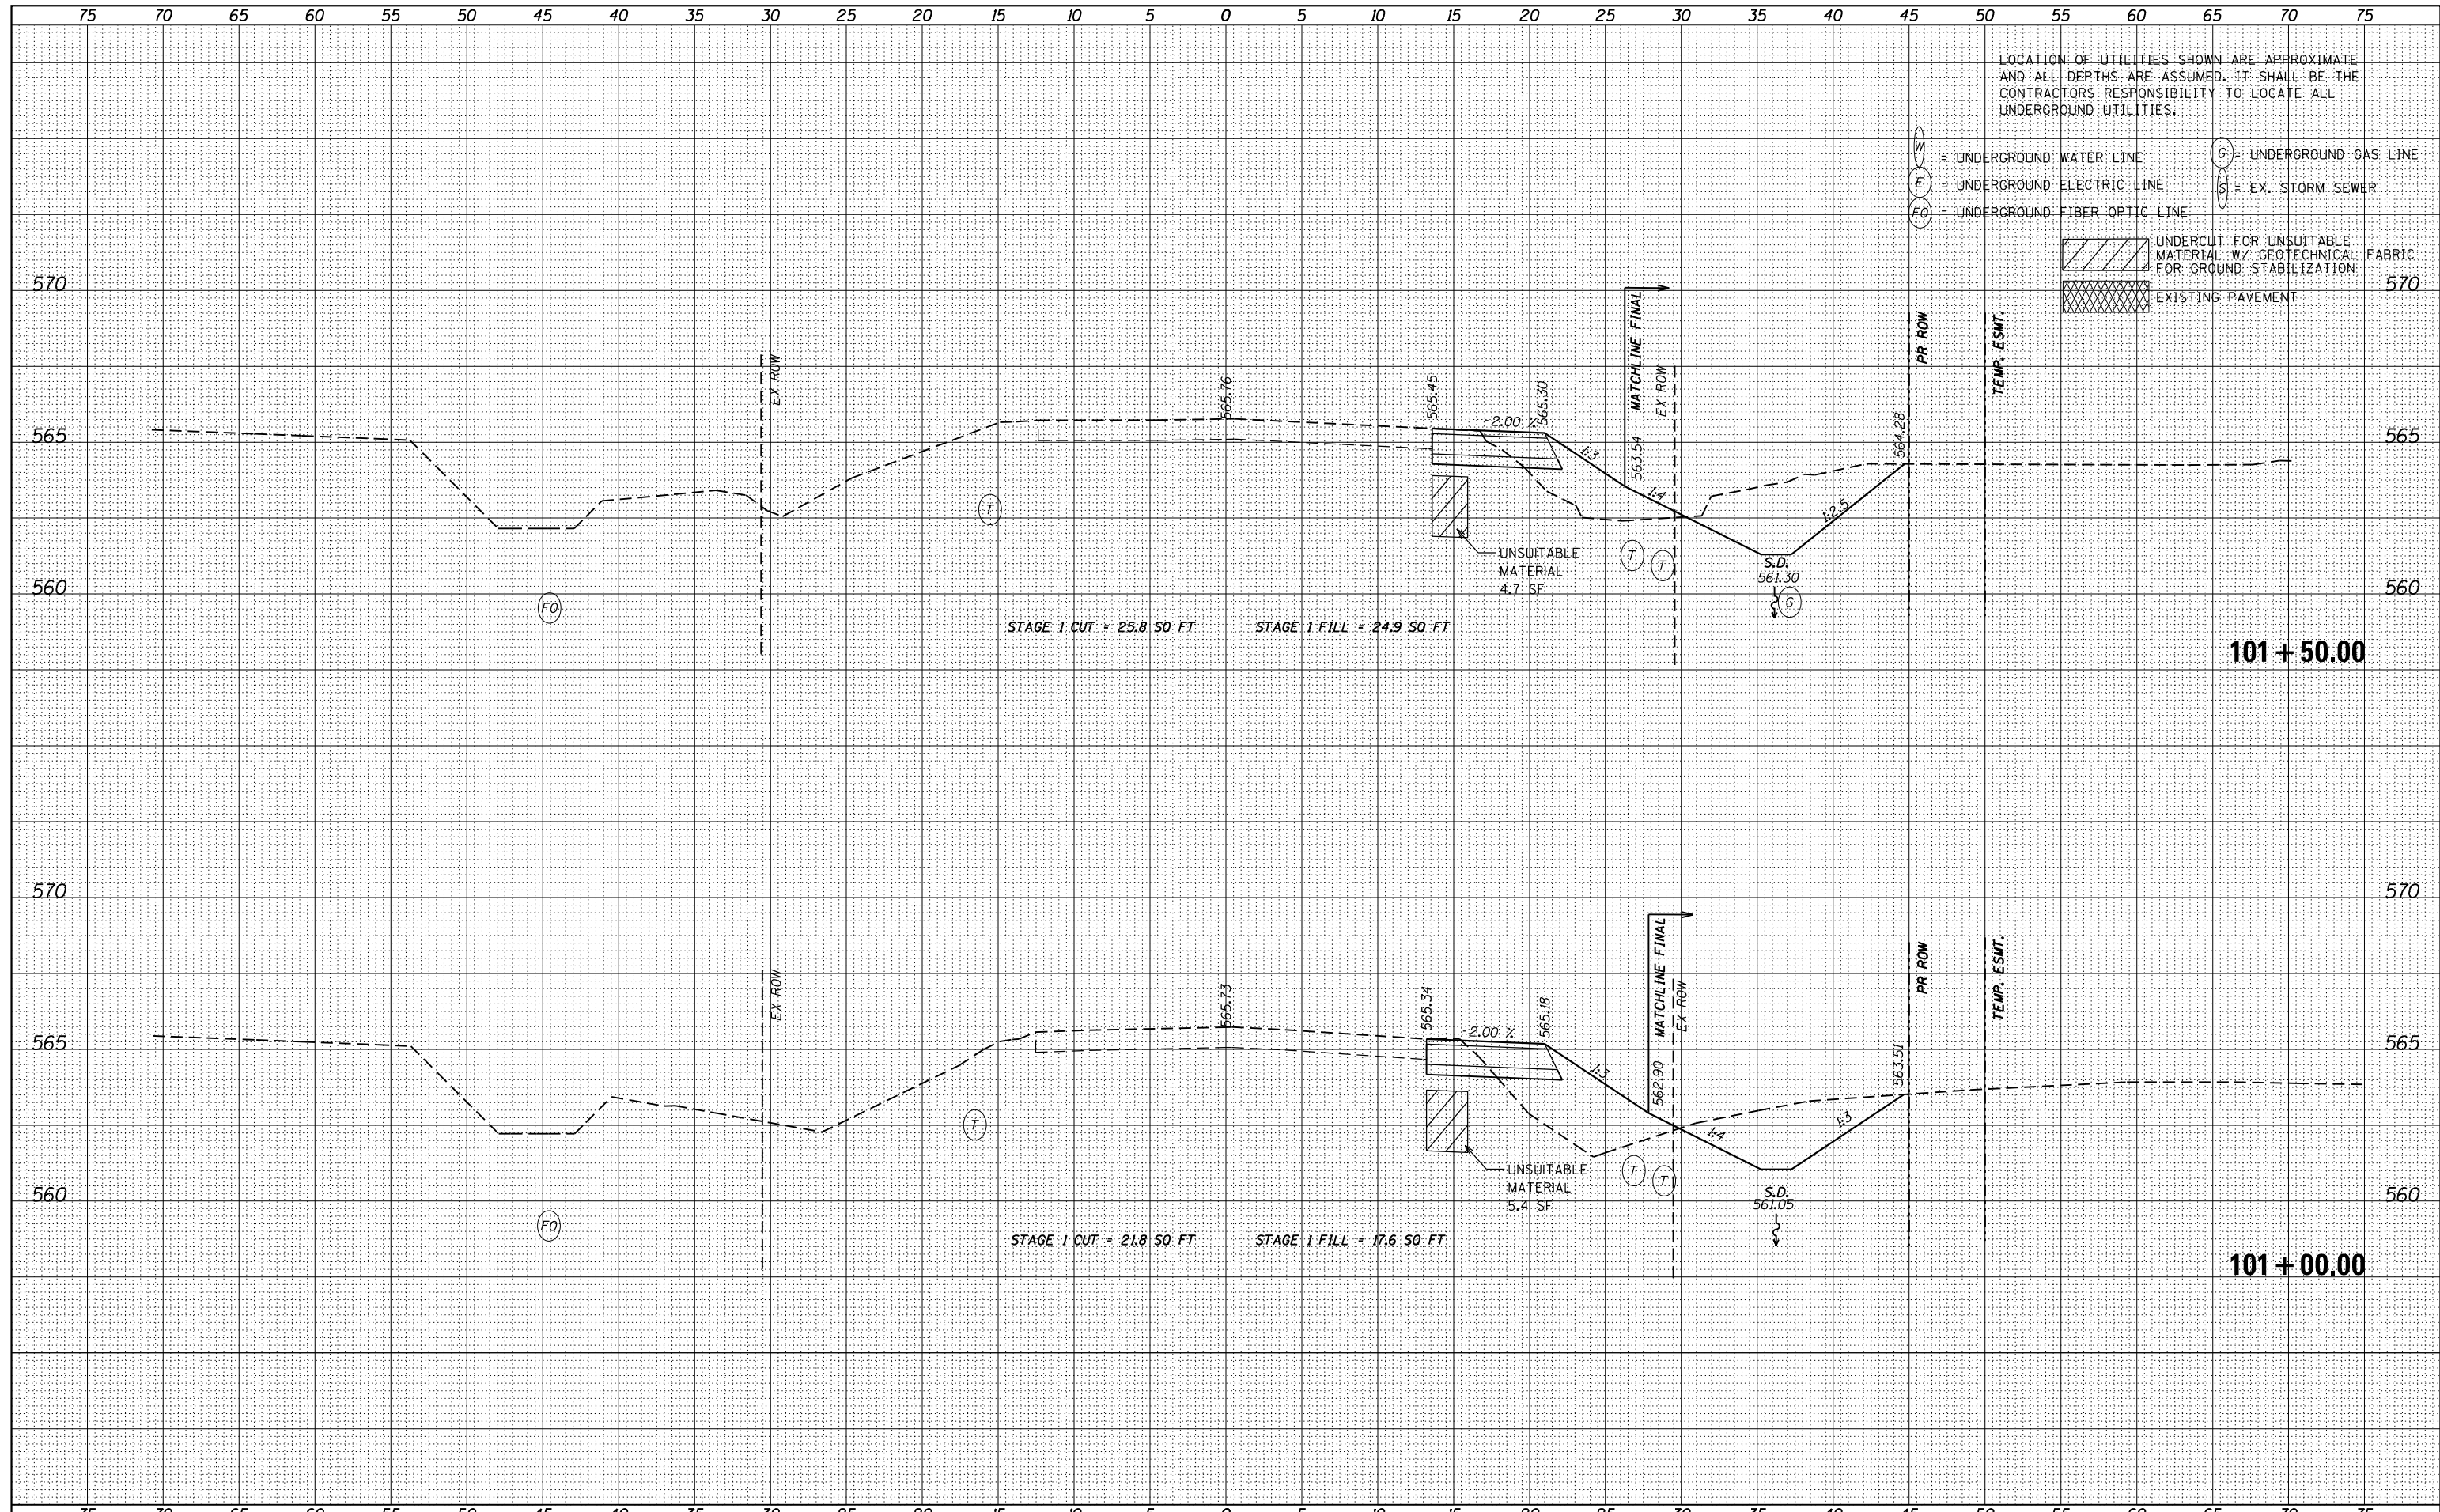 75 70 65 60 55 50 45 40 35 30 25 20 15 10 5 0 5 10 15 20 25 30 35 40 45 50 55 60 65 70 75
LOCATION OF UTILITIES SHOWN ARE APPROXIMATE
AND ALL DEPTHS ARE ASSUMED. IT SHALL BE THE
CONTRACTORS RESPONSIBILITY TO LOCATE ALL
UNDERGROUND UTILITIES.
W = UNDERGROUND WATER LINE
G = UNDERGROUND GAS LINE
E = UNDERGROUND ELECTRIC LINE
S = EX. STORM SEWER
FO = UNDERGROUND FIBER OPTIC LINE
UNDERCUT FOR UNSUITABLE
MATERIAL W/ GEOTECHNICAL FABRIC
FOR GROUND STABILIZATION
EXISTING PAVEMENT
570
570
MATCHLINE FINAL
PR ROW
TEMP. ESMT.
EX ROW
565.76
565.45
565.30
EX ROW
-2.00 %
563.54
564.28
565
565
1:3
1:4
1:2.5
T
UNSUITABLE
MATERIAL
4.7 SF
T
T
S.D.
561.30
G
560
560
FO
STAGE 1 CUT = 25.8 SQ FT
STAGE 1 FILL = 24.9 SQ FT
101+50.00
570
570
MATCHLINE FINAL
PR ROW
TEMP. ESMT.
EX ROW
565.73
565.34
565.18
EX ROW
-2.00 %
562.90
563.51
565
565
1:3
1:4
1:3
T
UNSUITABLE
MATERIAL
5.4 SF
T
T
S.D.
561.05
560
560
FO
STAGE 1 CUT = 21.8 SQ FT
STAGE 1 FILL = 17.6 SQ FT
101+00.00
75 70 65 60 55 50 45 40 35 30 25 20 15 10 5 0 5 10 15 20 25 30 35 40 45 50 55 60 65 70 75